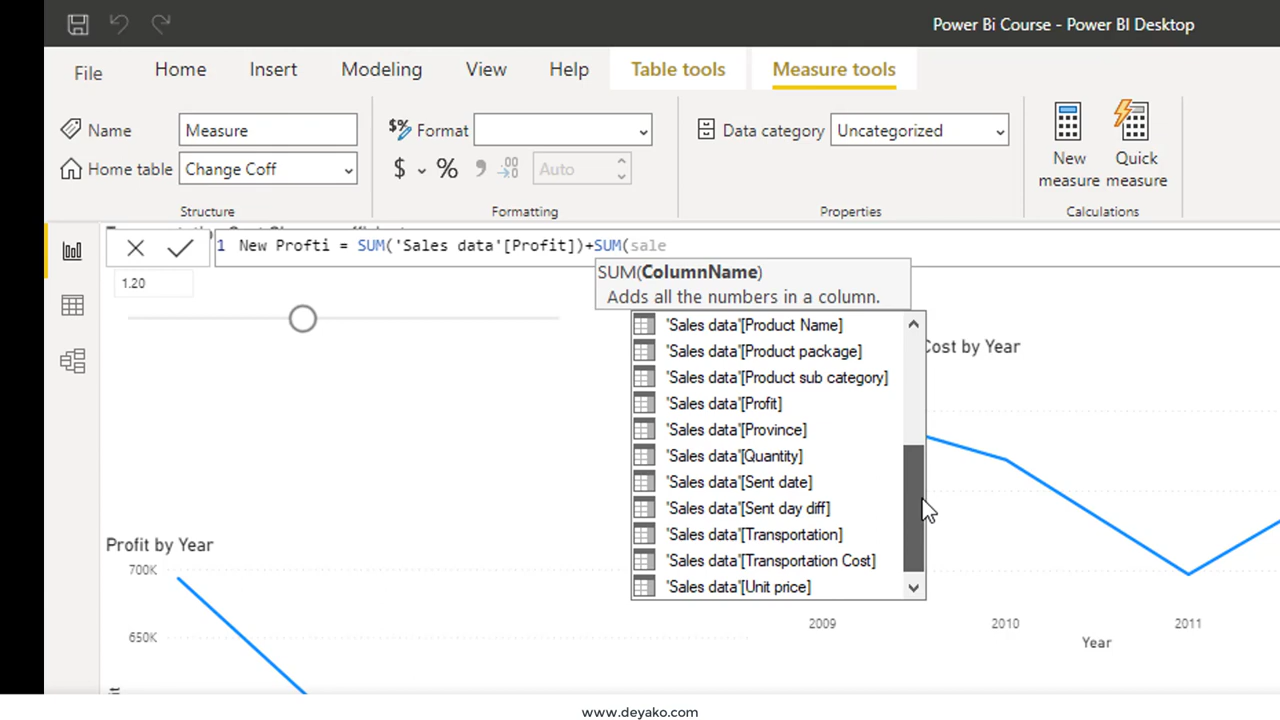 Power Bi Course - Power BI Desktop
File Home Insert Modeling View Help Table tools Measure tools
Name Measure
Home table Change Coff
Structure
$% Format
$ % 9 .00 Auto
Formatting
Data category Uncategorized
Properties
New measure
Quick measure
Calculations
1 New Profti = SUM('Sales data'[Profit])+SUM(sale
SUM(ColumnName)
Adds all the numbers in a column.
1.20
'Sales data'[Product Name]
'Sales data'[Product package]
'Sales data'[Product sub category]
'Sales data'[Profit]
'Sales data'[Province]
'Sales data'[Quantity]
'Sales data'[Sent date]
'Sales data'[Sent day diff]
'Sales data'[Transportation]
'Sales data'[Transportation Cost]
'Sales data'[Unit price]
Cost by Year
2009 2010 2011
Year
Profit by Year
700K
650K
www.deyako.com